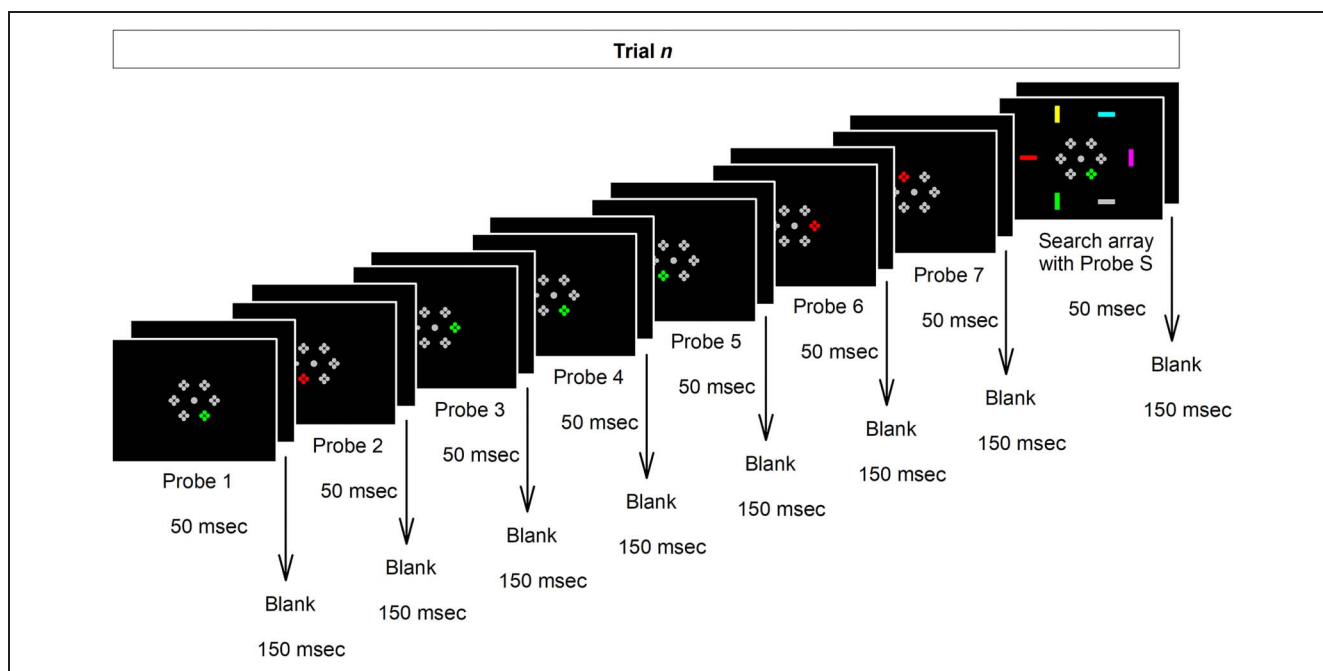 Trial n
Probe 1
50 msec
Blank
150 msec
Probe 2
50 msec
Blank
150 msec
Probe 3
50 msec
Blank
150 msec
Probe 4
50 msec
Blank
150 msec
Probe 5
50 msec
Blank
150 msec
Probe 6
50 msec
Blank
150 msec
Probe 7
50 msec
Blank
150 msec
Search array
with Probe S
50 msec
Blank
150 msec